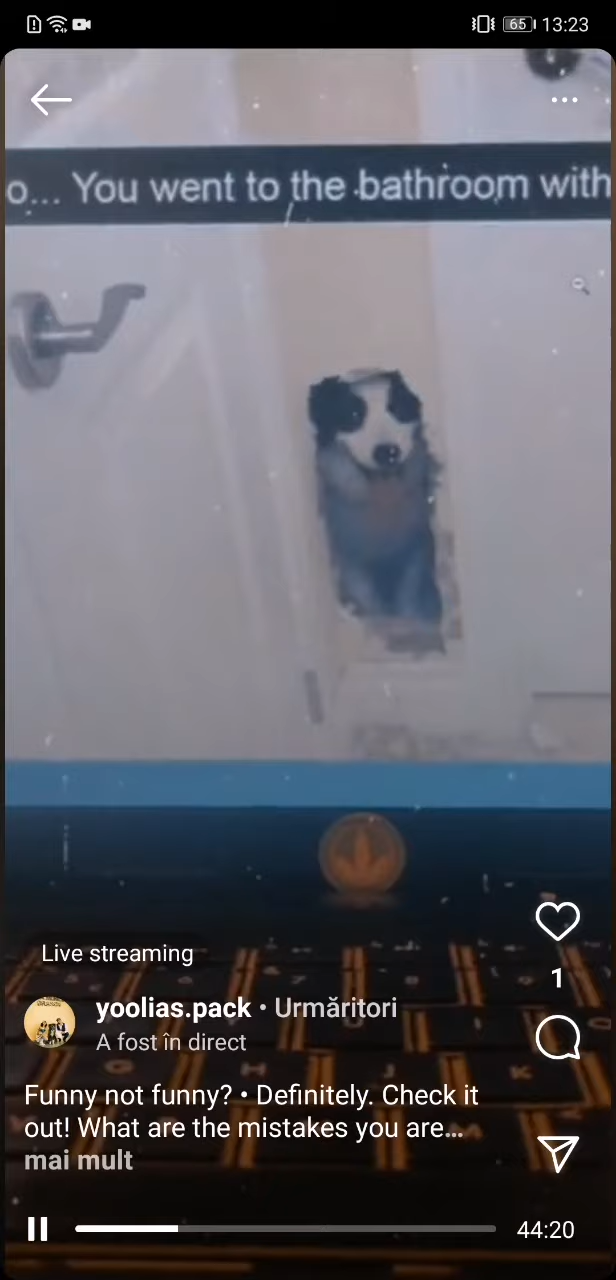 65 13:23
o... You went to the bathroom with
Live streaming
yoolias.pack • Urmăritori
A fost în direct
1
Funny not funny? • Definitely. Check it
out! What are the mistakes you are...
mai mult
44:20